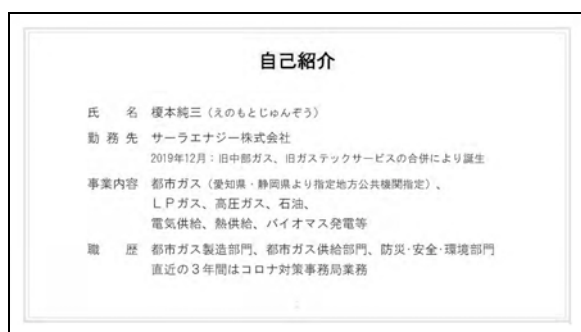 自己紹介
氏　名 榎本純三（えのもとじゅんぞう）
勤務先 サーラエナジー株式会社
2019年12月：旧中部ガス、旧ガステックサービスの合併により誕生
事業内容 都市ガス（愛知県・静岡県より指定地方公共機関指定）、
ＬＰガス、高圧ガス、石油、
電気供給、熱供給、バイオマス発電等
職　歴 都市ガス製造部門、都市ガス供給部門、防災・安全・環境部門
直近の３年間はコロナ対策事務局業務